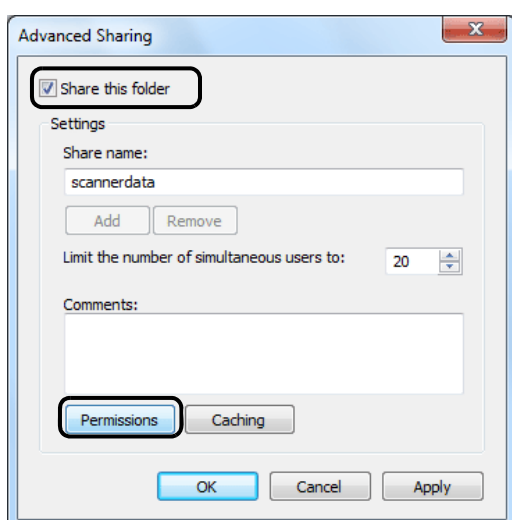 Advanced Sharing
Share this folder
Settings
Share name:
scannerdata
Add Remove
Limit the number of simultaneous users to: 20
Comments:
Permissions Caching
OK Cancel Apply